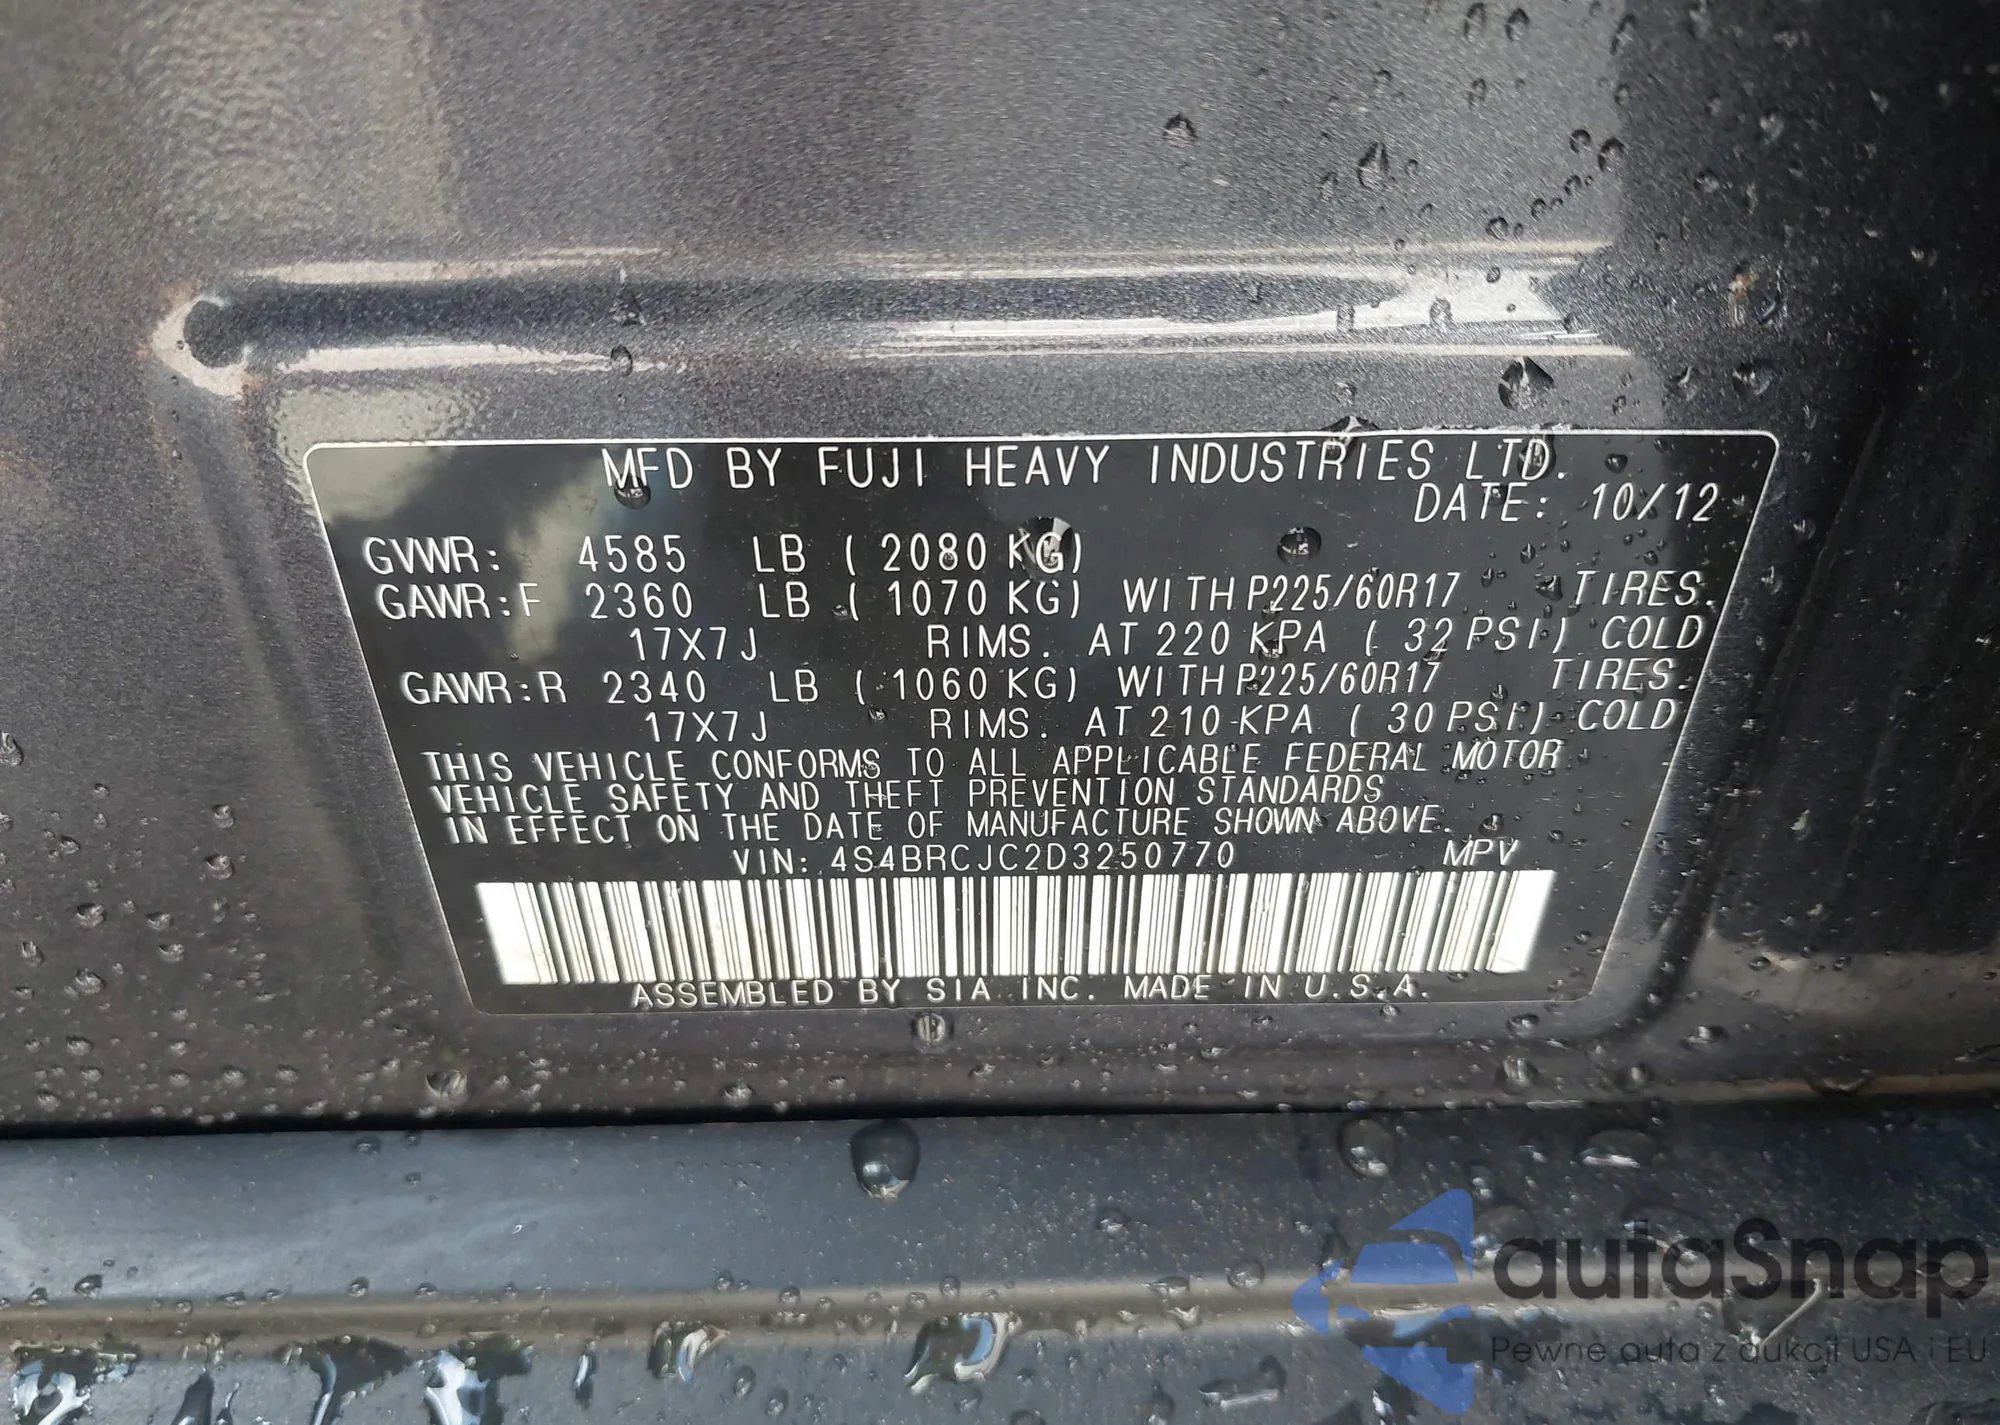 MFD BY FUJI HEAVY INDUSTRIES LTD.
DATE: 10/12
GVWR: 4585 LB ( 2080 KG)
GAWR:F 2360 LB ( 1070 KG) WITH P225/60R17 TIRES.
17X7J RIMS. AT 220 KPA ( 32 PSI) COLD
GAWR:R 2340 LB ( 1060 KG) WITH P225/60R17 TIRES.
17X7J RIMS. AT 210 KPA ( 30 PSI) COLD
THIS VEHICLE CONFORMS TO ALL APPLICABLE FEDERAL MOTOR
VEHICLE SAFETY AND THEFT PREVENTION STANDARDS
IN EFFECT ON THE DATE OF MANUFACTURE SHOWN ABOVE.
VIN: 4S4BRCJC2D3250770 MPV
ASSEMBLED BY SIA INC. MADE IN U.S.A.
autaSnap
Pewne auta z aukcji USA i EU